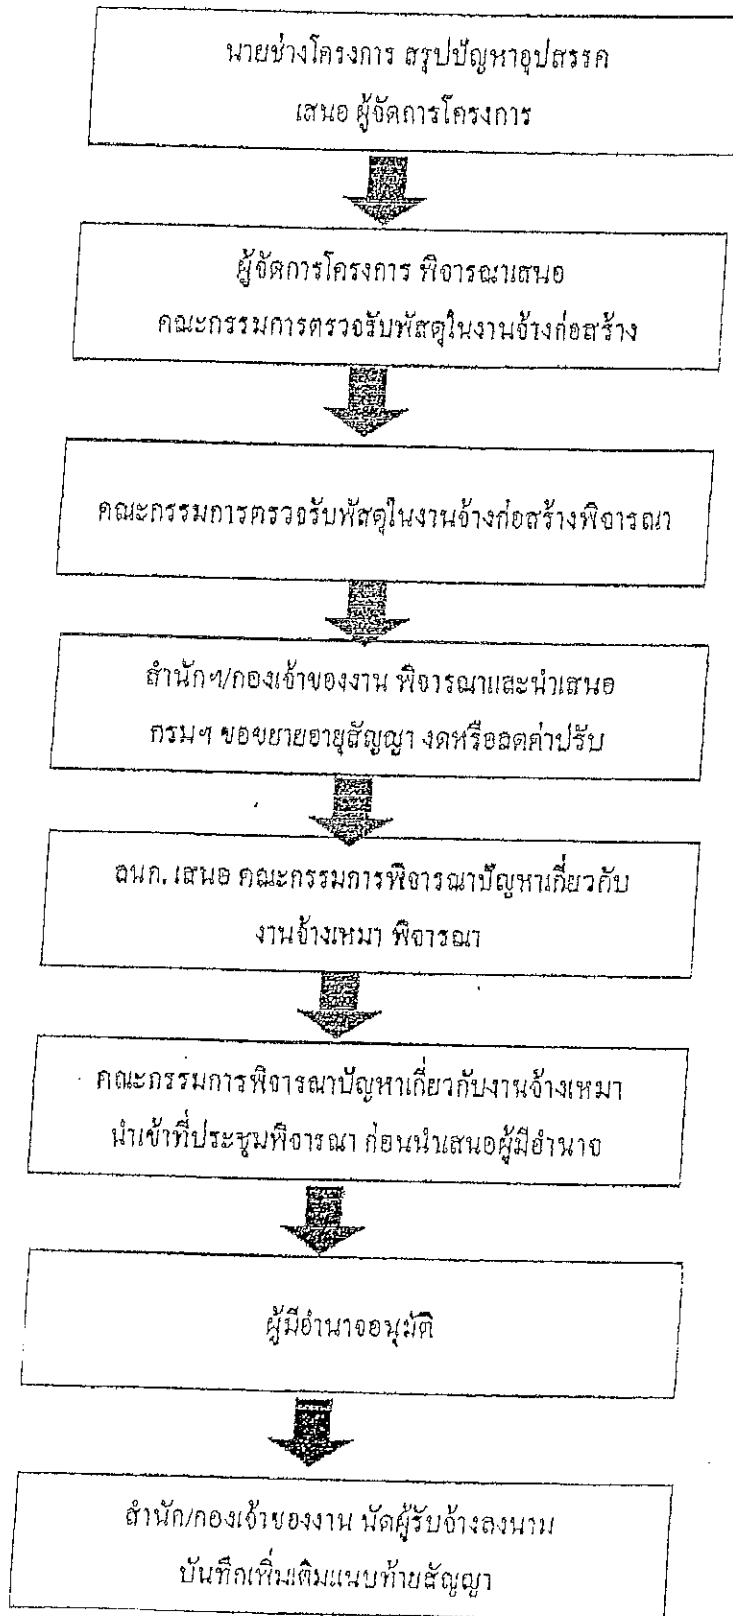 นายช่างโครงการ สรุปปัญหาอุปสรรค
เสนอ ผู้จัดการโครงการ
ผู้จัดการโครงการ พิจารณาเสนอ
คณะกรรมการตรวจรับพัสดุในงานจ้างก่อสร้าง
คณะกรรมการตรวจรับพัสดุในงานจ้างก่อสร้างพิจารณา
สำนักฯ/กองเจ้าของงาน พิจารณาและนำเสนอ
กรมฯ ขอขยายอายุสัญญา งดหรือลดค่าปรับ
ลนก. เสนอ คณะกรรมการพิจารณาปัญหาเกี่ยวกับ
งานจ้างเหมา พิจารณา
คณะกรรมการพิจารณาปัญหาเกี่ยวกับงานจ้างเหมา
นำเข้าที่ประชุมพิจารณา ก่อนนำเสนอผู้มีอำนาจ
ผู้มีอำนาจอนุมัติ
สำนัก/กองเจ้าของงาน นัดผู้รับจ้างลงนาม
บันทึกเพิ่มเติมแนบท้ายสัญญา